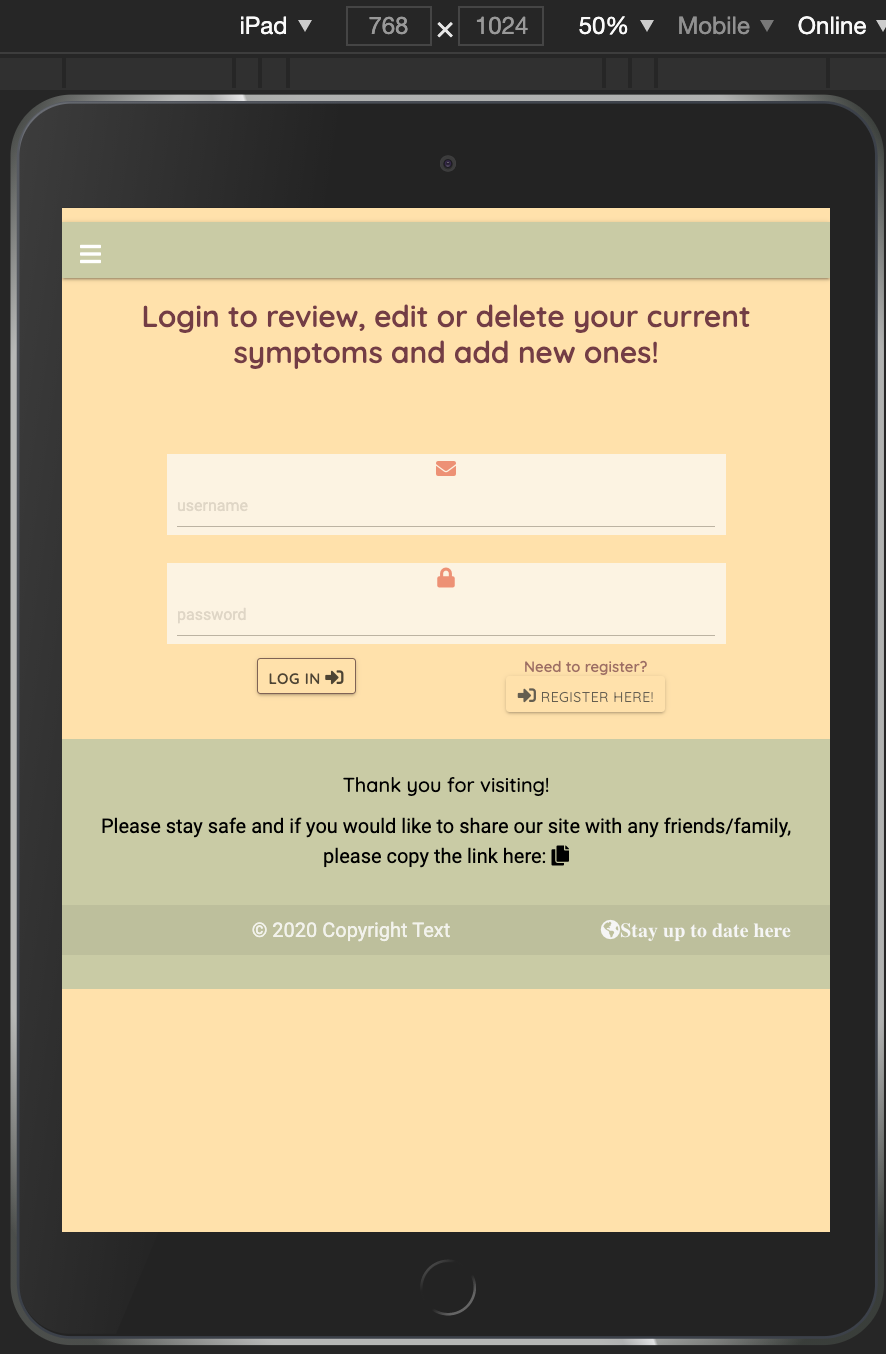 iPad ▼ 768 × 1024 50% ▼ Mobile ▼ Online ▼
Login to review, edit or delete your current
symptoms and add new ones!
username
password
Need to register?
LOG IN
REGISTER HERE!
Thank you for visiting!
Please stay safe and if you would like to share our site with any friends/family,
please copy the link here:
© 2020 Copyright Text Stay up to date here